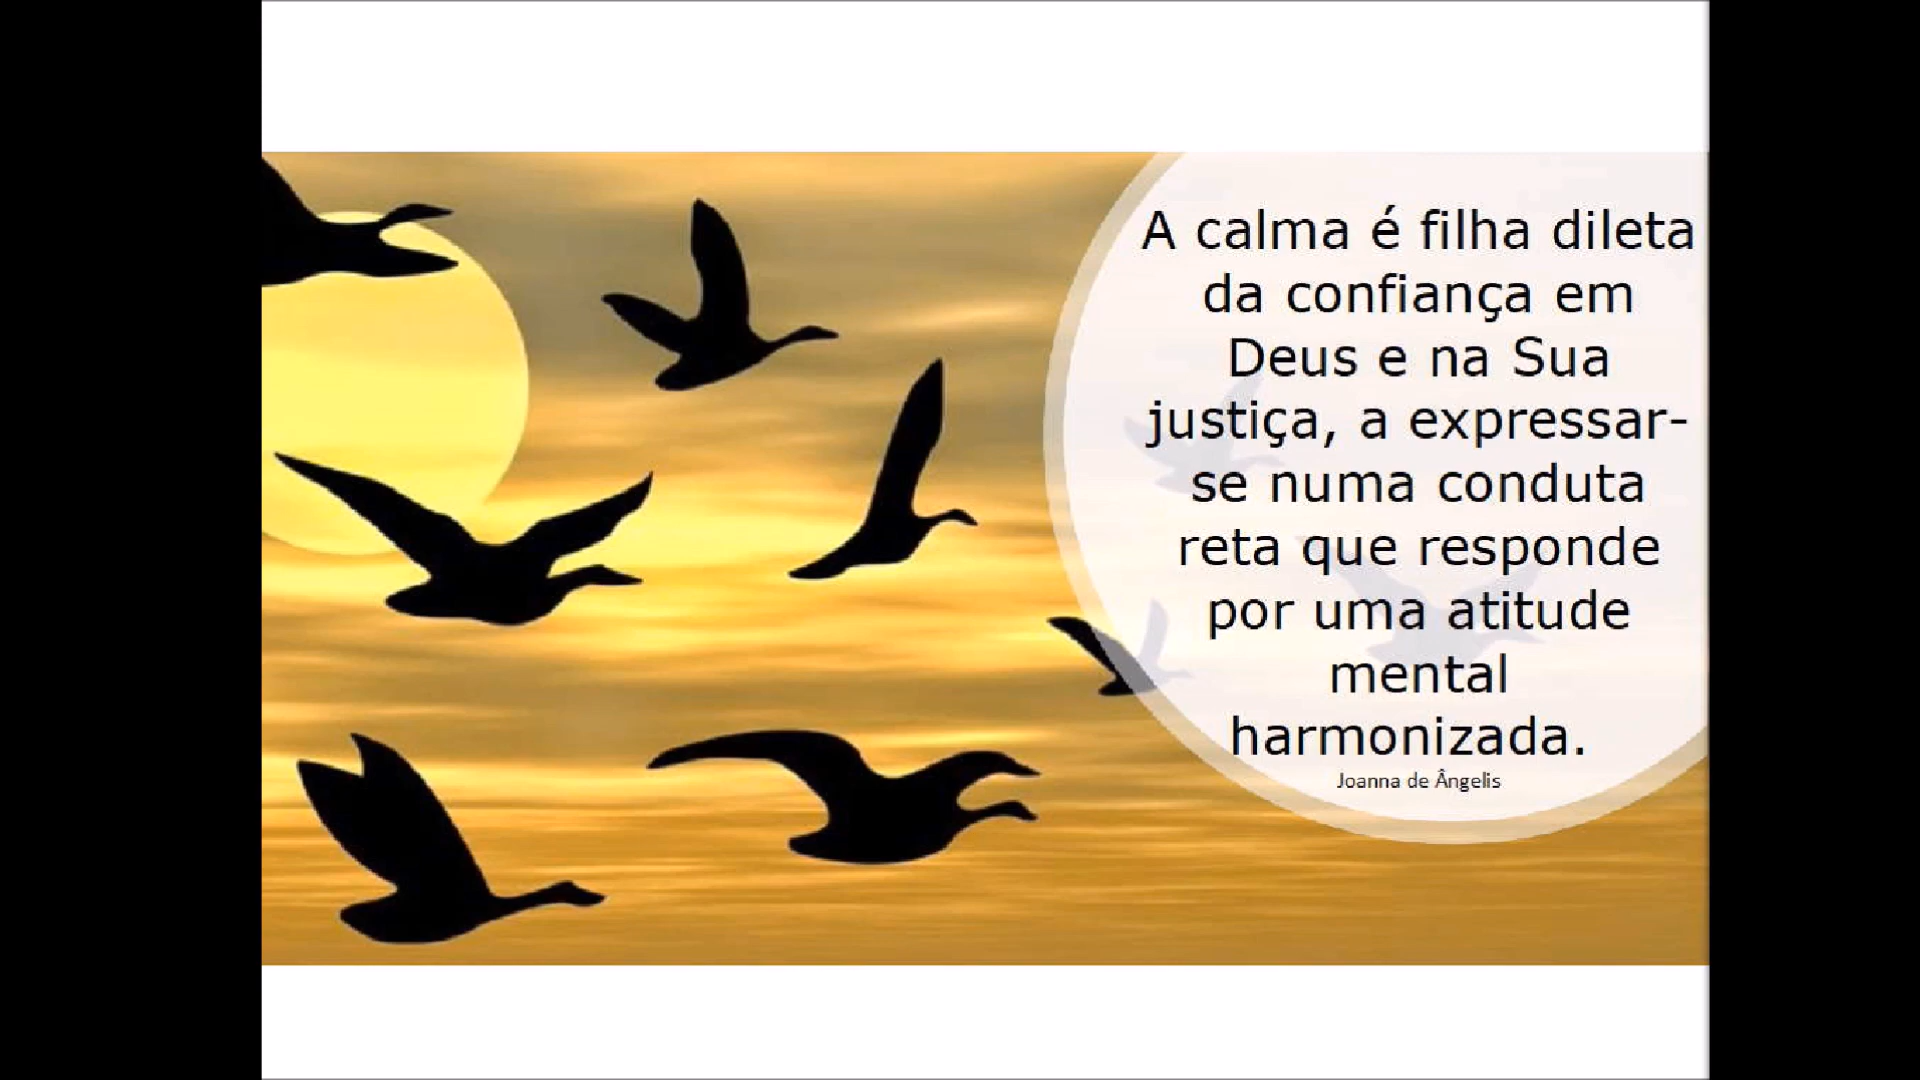 A calma é filha dileta
da confiança em
Deus e na Sua
justiça, a expressar-
se numa conduta
reta que responde
por uma atitude
mental
harmonizada.
Joanna de Ângelis